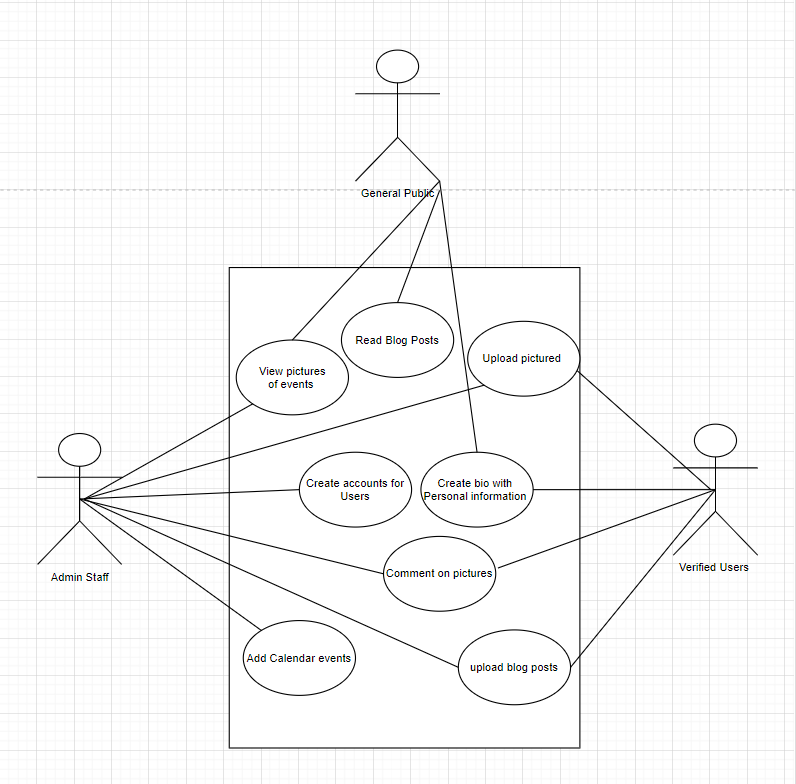 General Public
Read Blog Posts
Upload pictured
View pictures
of events
Create accounts for
Users
Create bio with
Personal information
Admin Staff
Verified Users
Comment on pictures
Add Calendar events
upload blog posts